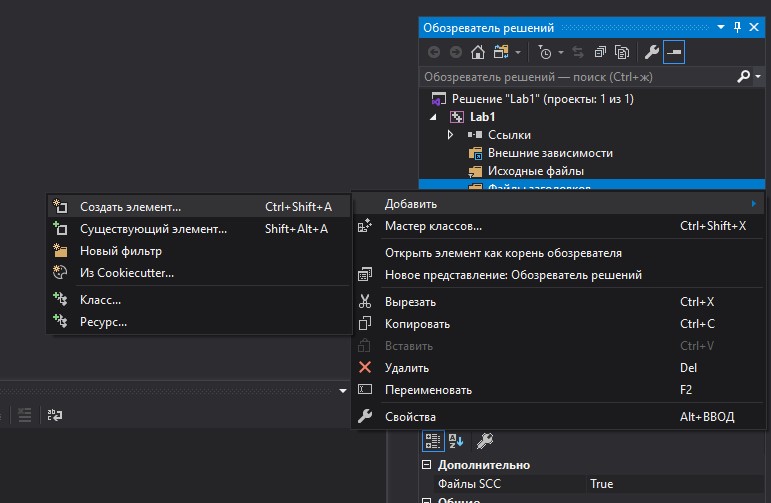 Обозреватель решений
Обозреватель решений — поиск (Ctrl+ж)
Решение "Lab1" (проекты: 1 из 1)
Lab1
Ссылки
Внешние зависимости
Исходные файлы
Файлы заголовков
Создать элемент... Ctrl+Shift+A
Существующий элемент... Shift+Alt+A
Новый фильтр
Из Cookiecutter...
Класс...
Ресурс...
Добавить
Мастер классов... Ctrl+Shift+X
Открыть элемент как корень обозревателя
Новое представление: Обозреватель решений
Вырезать Ctrl+X
Копировать Ctrl+C
Вставить Ctrl+V
Удалить Del
Переименовать F2
Свойства Alt+ВВОД
Дополнительно
Файлы SCC True
Общие